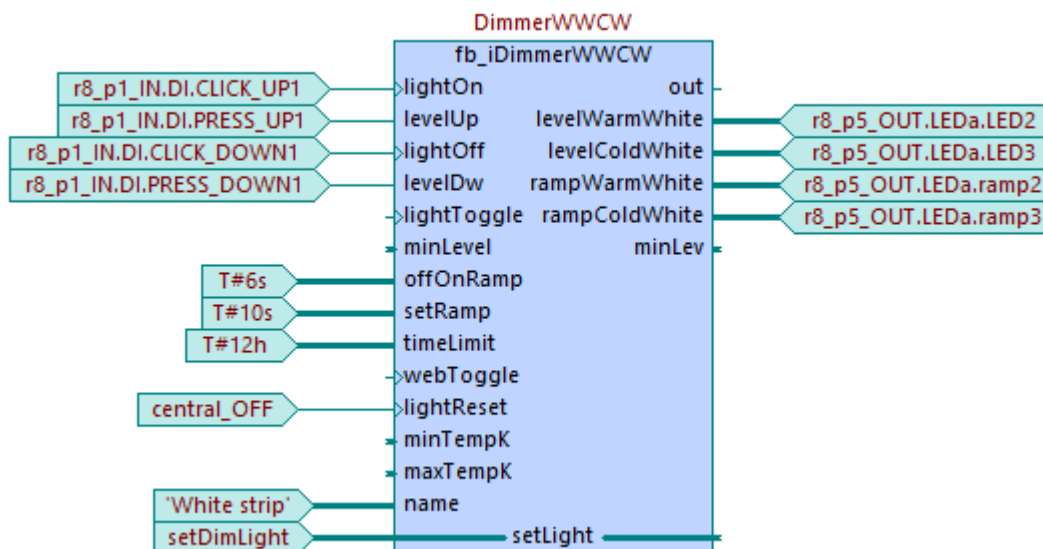 DimmerWWCW
fb_iDimmerWWCW
r8_p1_IN.DI.CLICK_UP1 lightOn out
r8_p1_IN.DI.PRESS_UP1 levelUp levelWarmWhite r8_p5_OUT.LEDa.LED2
r8_p1_IN.DI.CLICK_DOWN1 lightOff levelColdWhite r8_p5_OUT.LEDa.LED3
r8_p1_IN.DI.PRESS_DOWN1 levelDw rampWarmWhite r8_p5_OUT.LEDa.ramp2
lightToggle rampColdWhite r8_p5_OUT.LEDa.ramp3
minLevel minLev
T#6s offOnRamp
T#10s setRamp
T#12h timeLimit
webToggle
central_OFF lightReset
minTempK
maxTempK
'White strip' name
setDimLight setLight